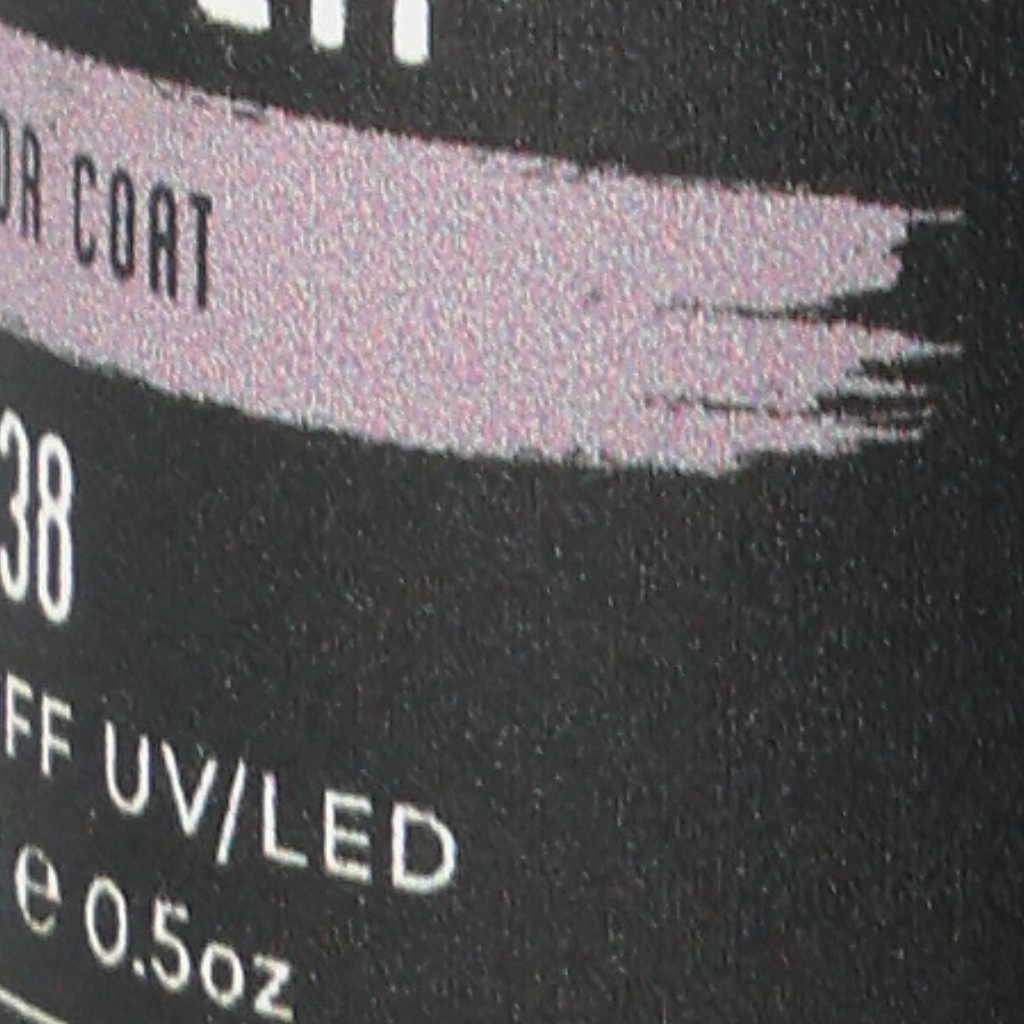 OR COAT
38
FF UV/LED
e 0.5oz